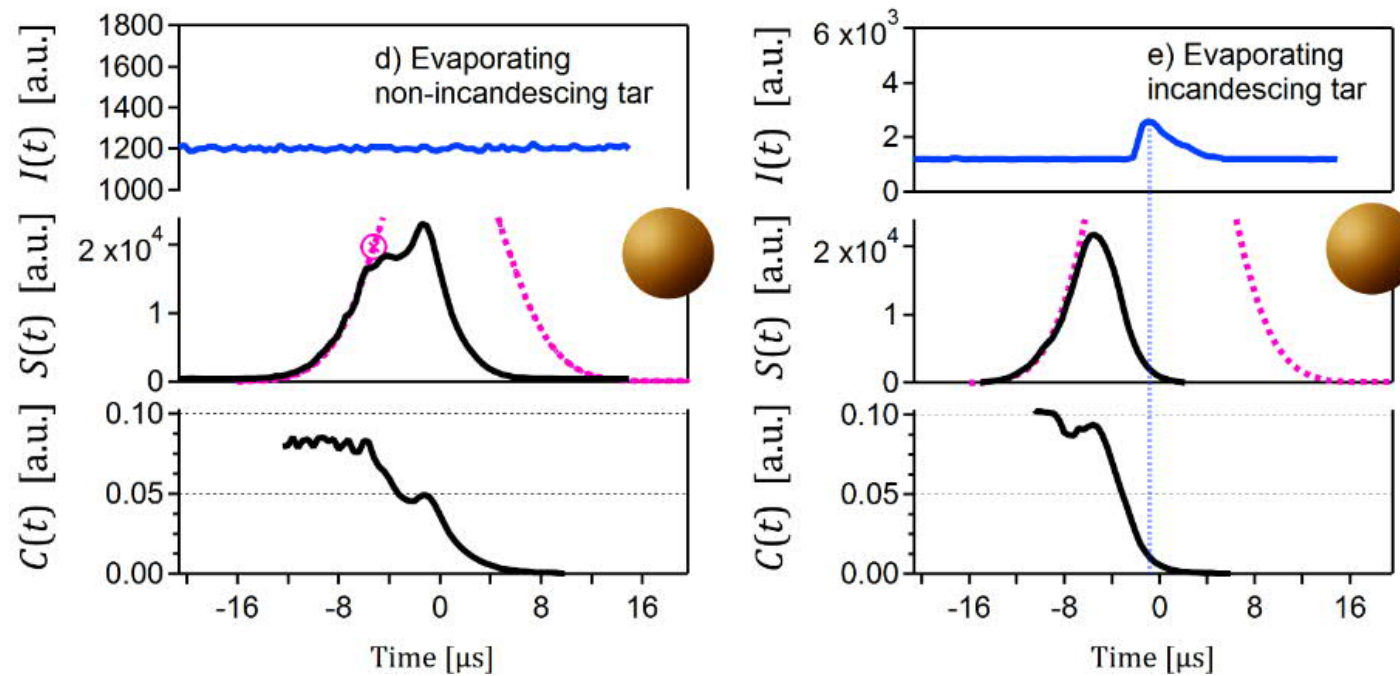 I(t) [a.u.]
1800
1600
1400
1200
1000
d) Evaporating
non-incandescing tar
S(t) [a.u.]
2 x10⁴
1
0
C(t) [a.u.]
0.10
0.05
0.00
-16 -8 0 8 16
Time [µs]
I(t) [a.u.]
6 x10³
4
2
0
e) Evaporating
incandescing tar
S(t) [a.u.]
2 x10⁴
1
0
C(t) [a.u.]
0.10
0.05
0.00
-16 -8 0 8 16
Time [µs]